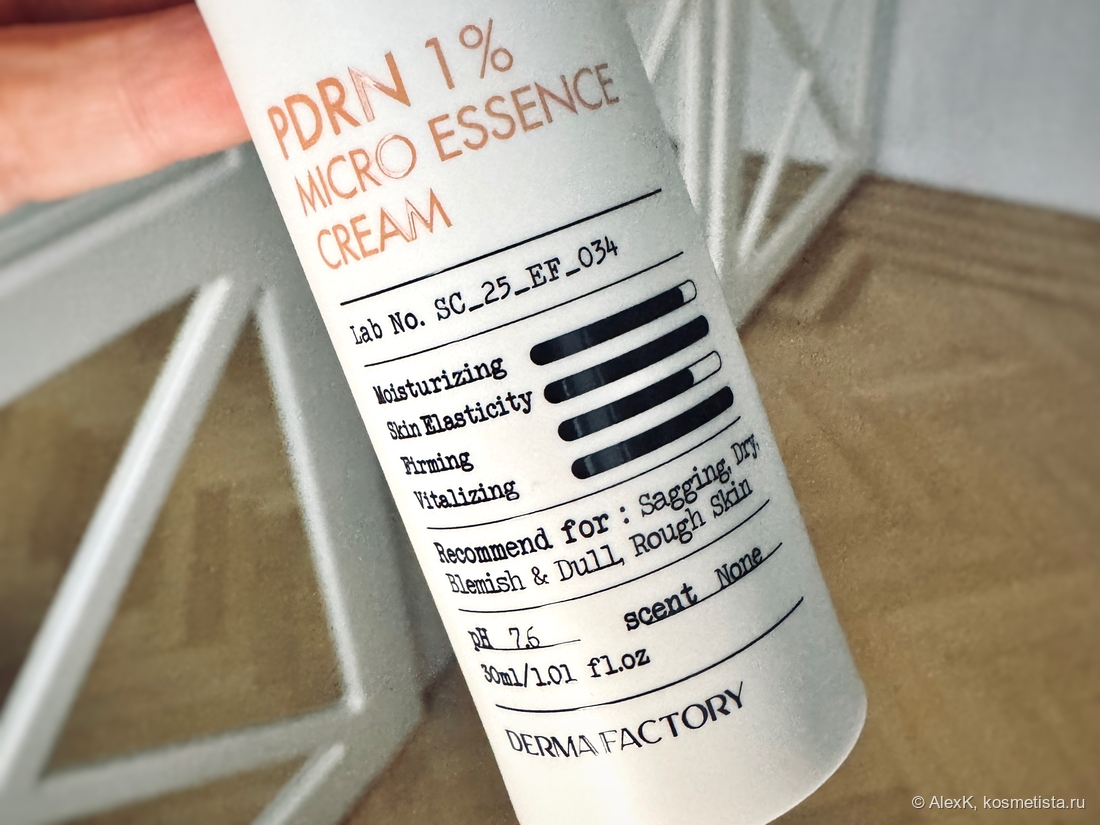 PDRN 1%
MICRO ESSENCE
CREAM
Lab No. SC_25_EF_034
Moisturizing
Skin Elasticity
Firming
Vitalizing
Recommend for : Sagging, Dry,
Blemish & Dull, Rough Skin
pH 7.6 scent None
30ml/1.01 fl.oz
DERMA FACTORY
© AlexK, kosmetista.ru